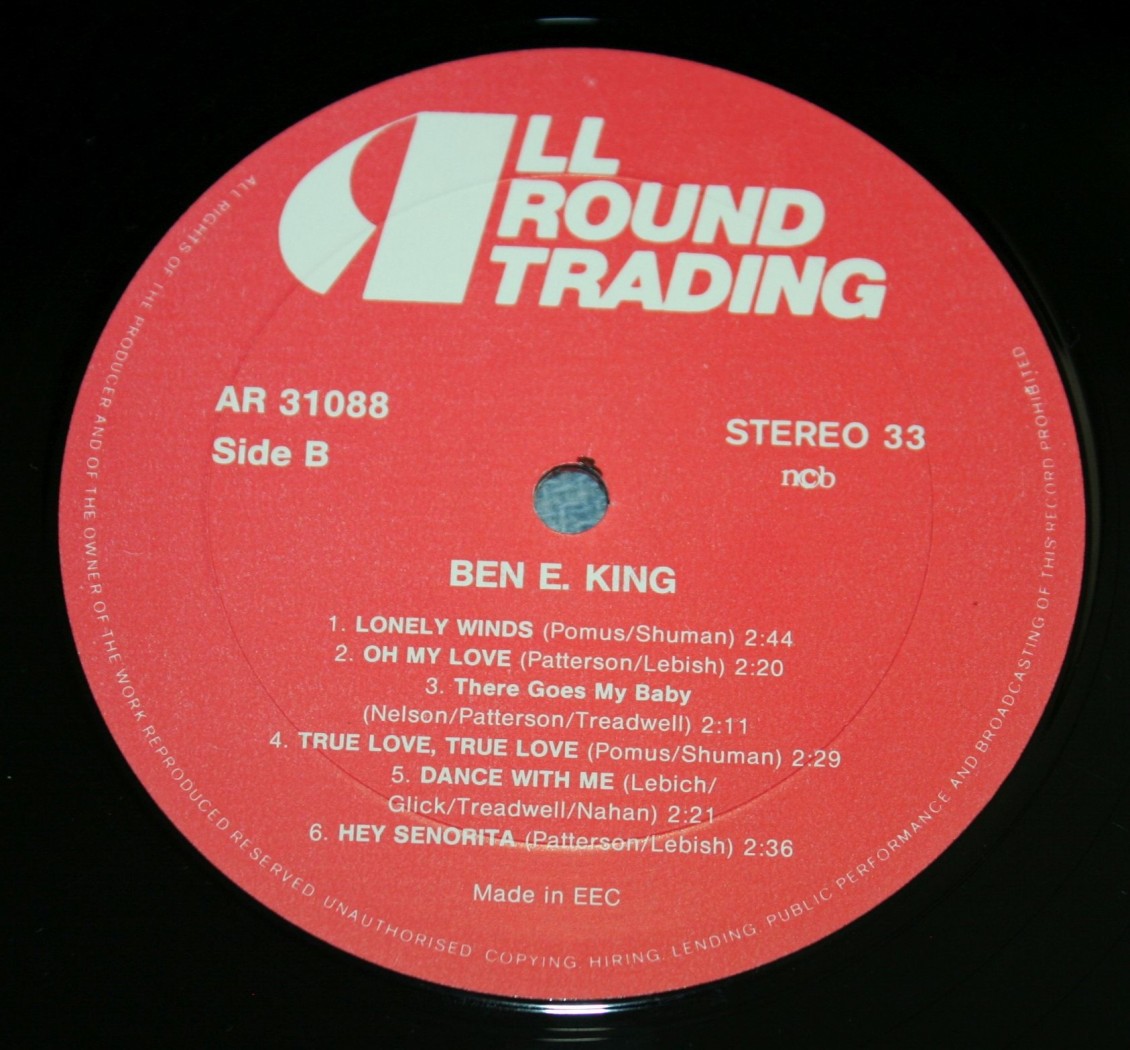 ALL
ROUND
TRADING
AR 31088
Side B
STEREO 33
ncb
BEN E. KING
1. LONELY WINDS (Pomus/Shuman) 2:44
2. OH MY LOVE (Patterson/Lebish) 2:20
3. There Goes My Baby
(Nelson/Patterson/Treadwell) 2:11
4. TRUE LOVE, TRUE LOVE (Pomus/Shuman) 2:29
5. DANCE WITH ME (Lebich/
Glick/Treadwell/Nahan) 2:21
6. HEY SENORITA (Patterson/Lebish) 2:36
Made in EEC
ALL RIGHTS OF THE PRODUCER AND OF THE OWNER OF THE WORK REPRODUCED RESERVED. UNAUTHORISED COPYING. HIRING. LENDING. PUBLIC PERFORMANCE AND BROADCASTING OF THIS RECORD PROHIBITED